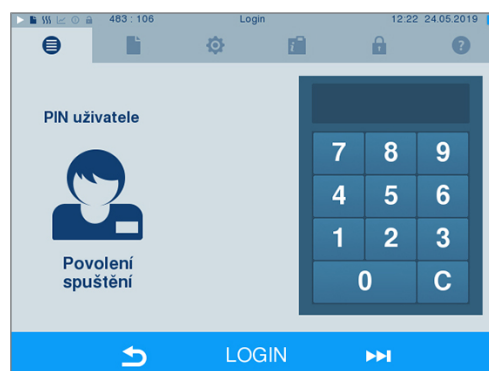 483 : 106 Login 12:22 24.05.2019
PIN uživatele
7 8 9
4 5 6
1 2 3
0 C
Povolení
spuštění
LOGIN